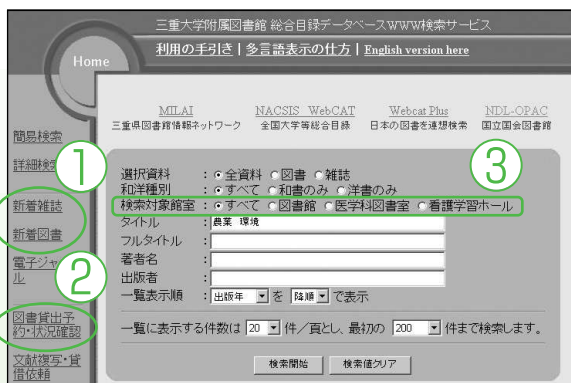 三重大学附属図書館 総合目録データベースWWW検索サービス
利用の手引き | 多言語表示の仕方 | English version here
Home
MILAI NACSIS WebCAT Webcat Plus NDL-OPAC
三重県図書館情報ネットワーク 全国大学等総合目録 日本の図書を連想検索 国立国会図書館
簡易検索
詳細検索
①
新着雑誌
新着図書
電子ジャ
ル
②
図書貸出予
約・状況確認
文献複写・貸
借依頼
③
選択資料 : 全資料 図書 雑誌
和洋種別 : すべて 和書のみ 洋書のみ
検索対象館室 : すべて 図書館 医学科図書室 看護学習ホール
タイトル : 農業 環境
フルタイトル :
著者名 :
出版者 :
一覧表示順 : 出版年 を 降順 で表示
一覧に表示する件数は 20 件/頁とし、最初の 200 件まで検索します。
検索開始 検索値クリア